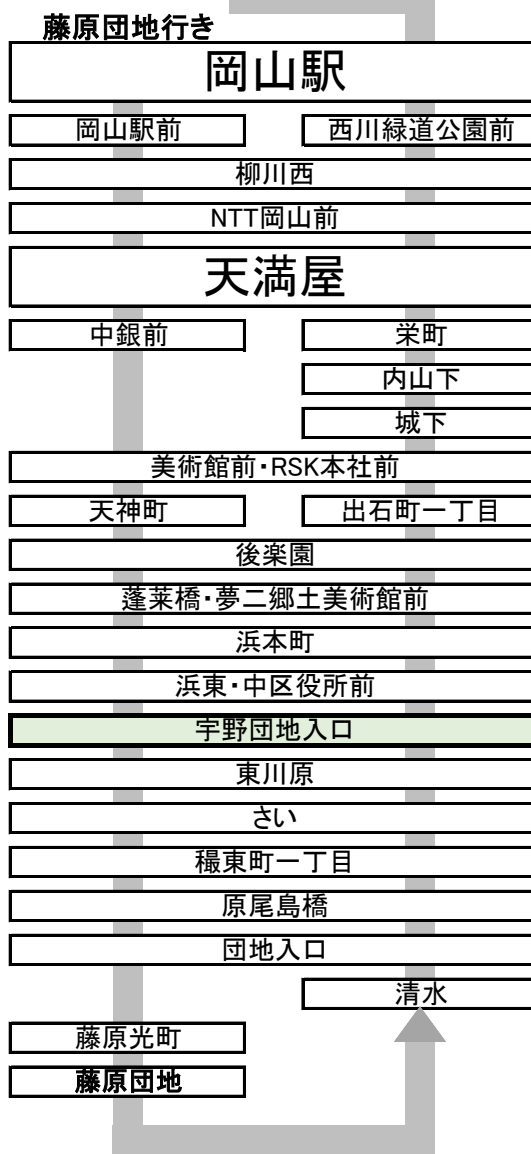 藤原団地行き
岡山駅
岡山駅前 西川緑道公園前
柳川西
NTT岡山前
天満屋
中銀前 栄町
内山下
城下
美術館前・RSK本社前
天神町 出石町一丁目
後楽園
蓬莱橋・夢二郷土美術館前
浜本町
浜東・中区役所前
宇野団地入口
東川原
さい
穝東町一丁目
原尾島橋
団地入口
清水
藤原光町
藤原団地